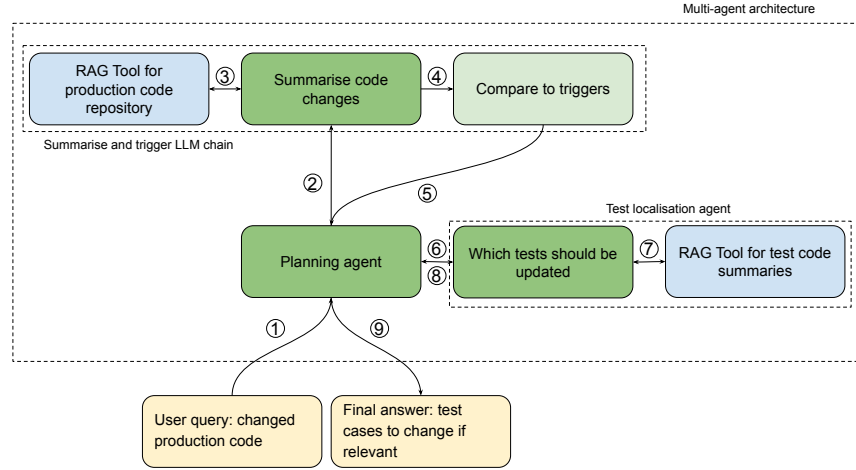 Multi-agent architecture
RAG Tool for
production code
repository
③
Summarise code
changes
④
Compare to triggers
Summarise and trigger LLM chain
②
⑤
Test localisation agent
Planning agent
⑥
⑧
Which tests should be
updated
⑦
RAG Tool for test code
summaries
①
⑨
User query: changed
production code
Final answer: test
cases to change if
relevant